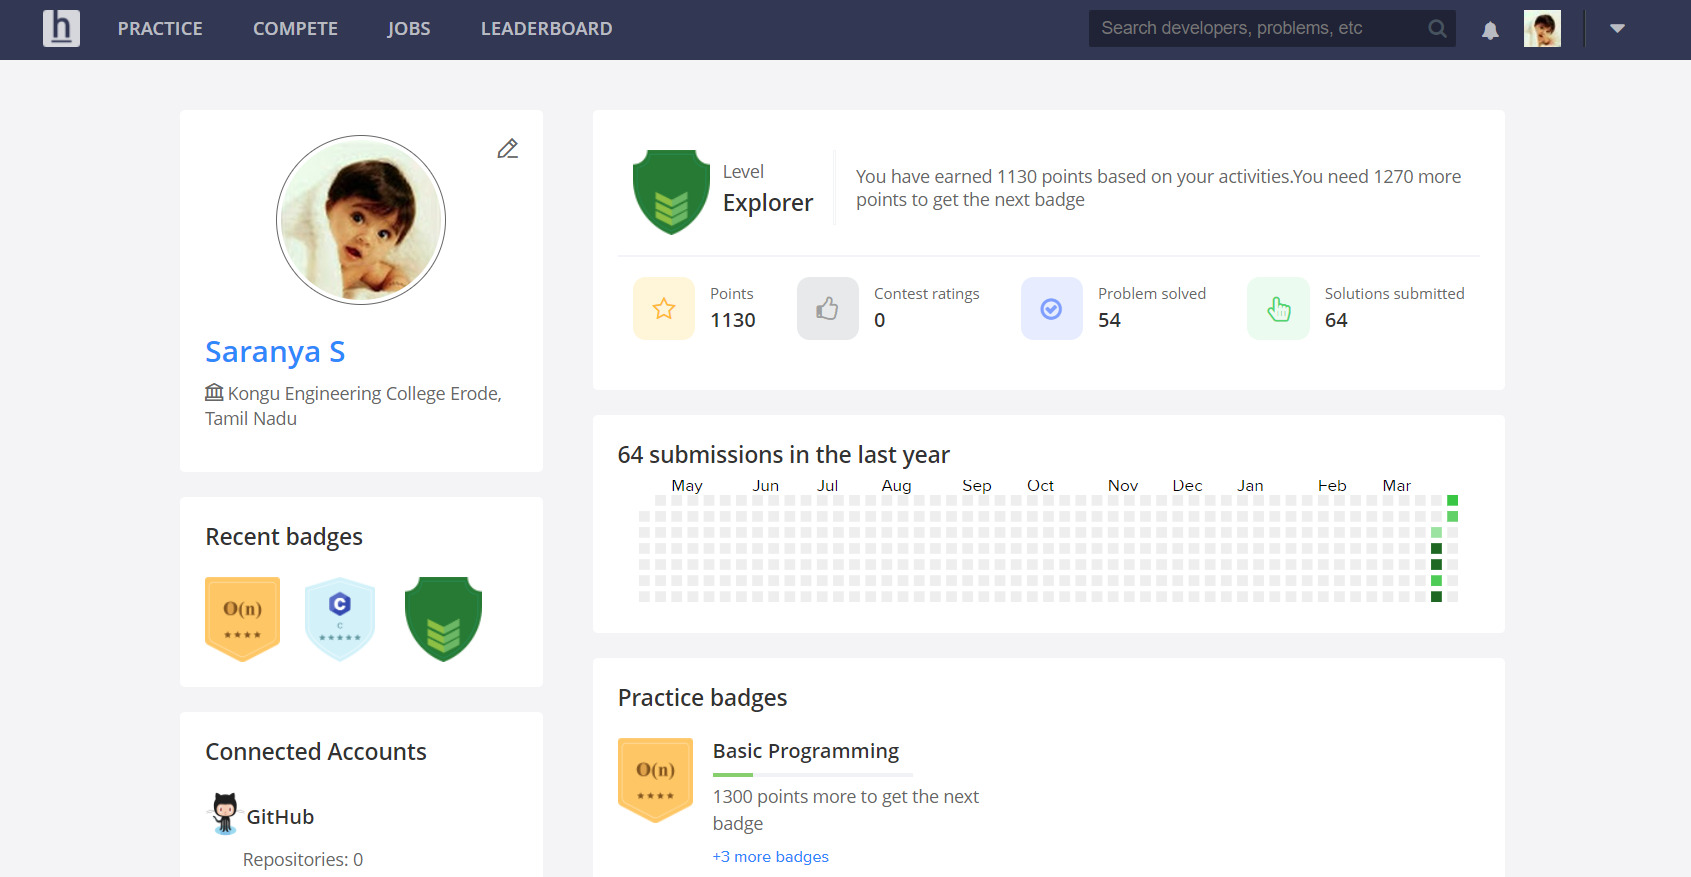 h
PRACTICE
COMPETE
JOBS
LEADERBOARD
Search developers, problems, etc
Saranya S
Kongu Engineering College Erode,
Tamil Nadu
Recent badges
O(n)
C
C
Connected Accounts
GitHub
Repositories: 0
Level
Explorer
You have earned 1130 points based on your activities.You need 1270 more
points to get the next badge
Points
1130
Contest ratings
0
Problem solved
54
Solutions submitted
64
64 submissions in the last year
May Jun Jul Aug Sep Oct Nov Dec Jan Feb Mar
Practice badges
O(n)
Basic Programming
1300 points more to get the next
badge
+3 more badges